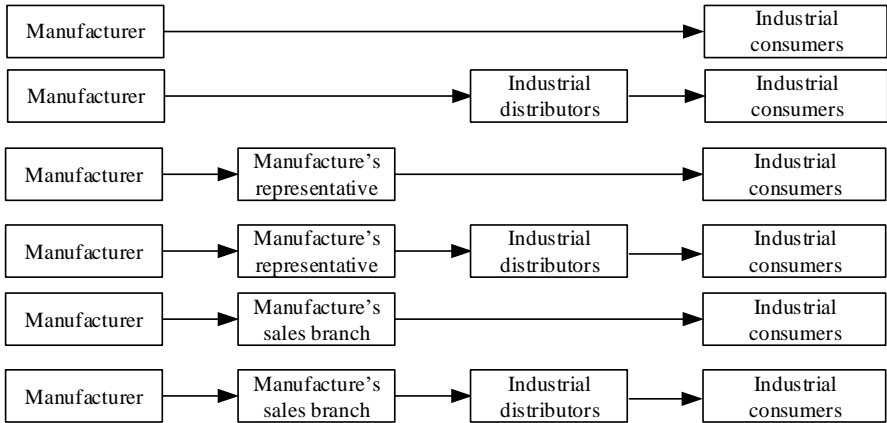 Manufacturer
Industrial
consumers
Manufacturer
Industrial
distributors
Industrial
consumers
Manufacturer
Manufacture's
representative
Industrial
consumers
Manufacturer
Manufacture's
representative
Industrial
distributors
Industrial
consumers
Manufacturer
Manufacture's
sales branch
Industrial
consumers
Manufacturer
Manufacture's
sales branch
Industrial
distributors
Industrial
consumers